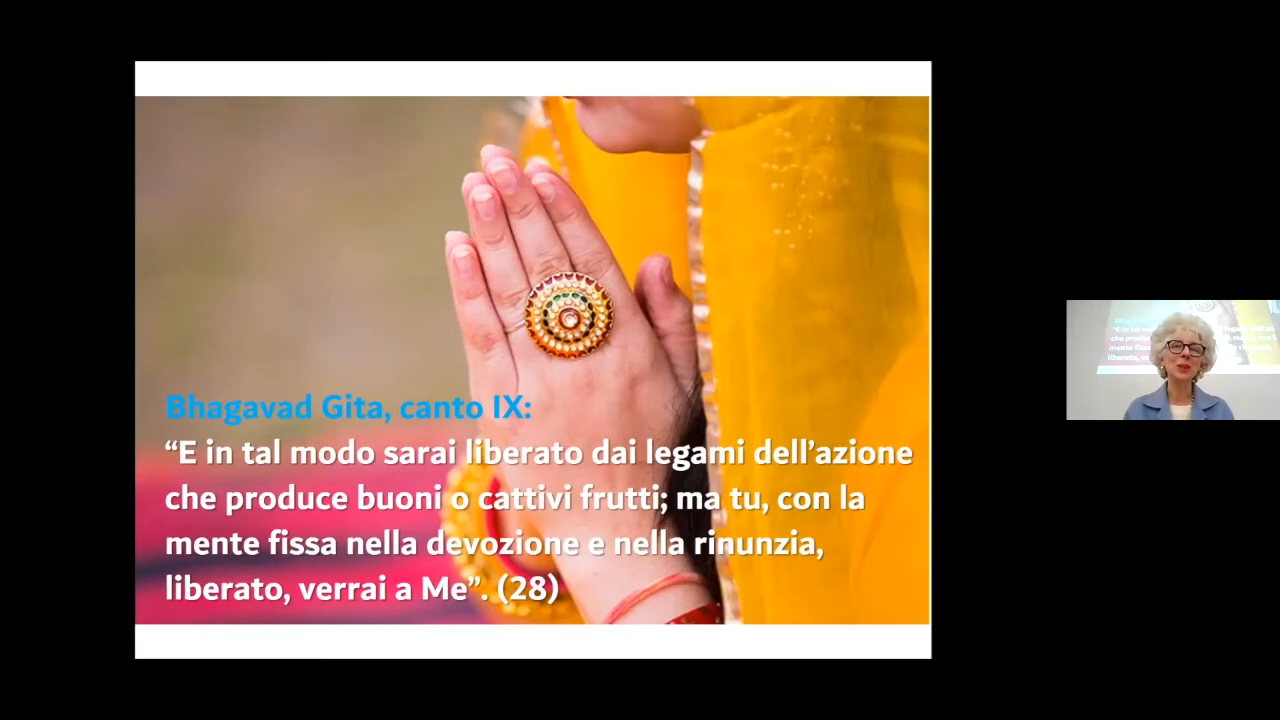 Bhagavad Gita, canto IX:
“E in tal modo sarai liberato dai legami dell’azione
che produce buoni o cattivi frutti; ma tu, con la
mente fissa nella devozione e nella rinunzia,
liberato, verrai a Me”. (28)